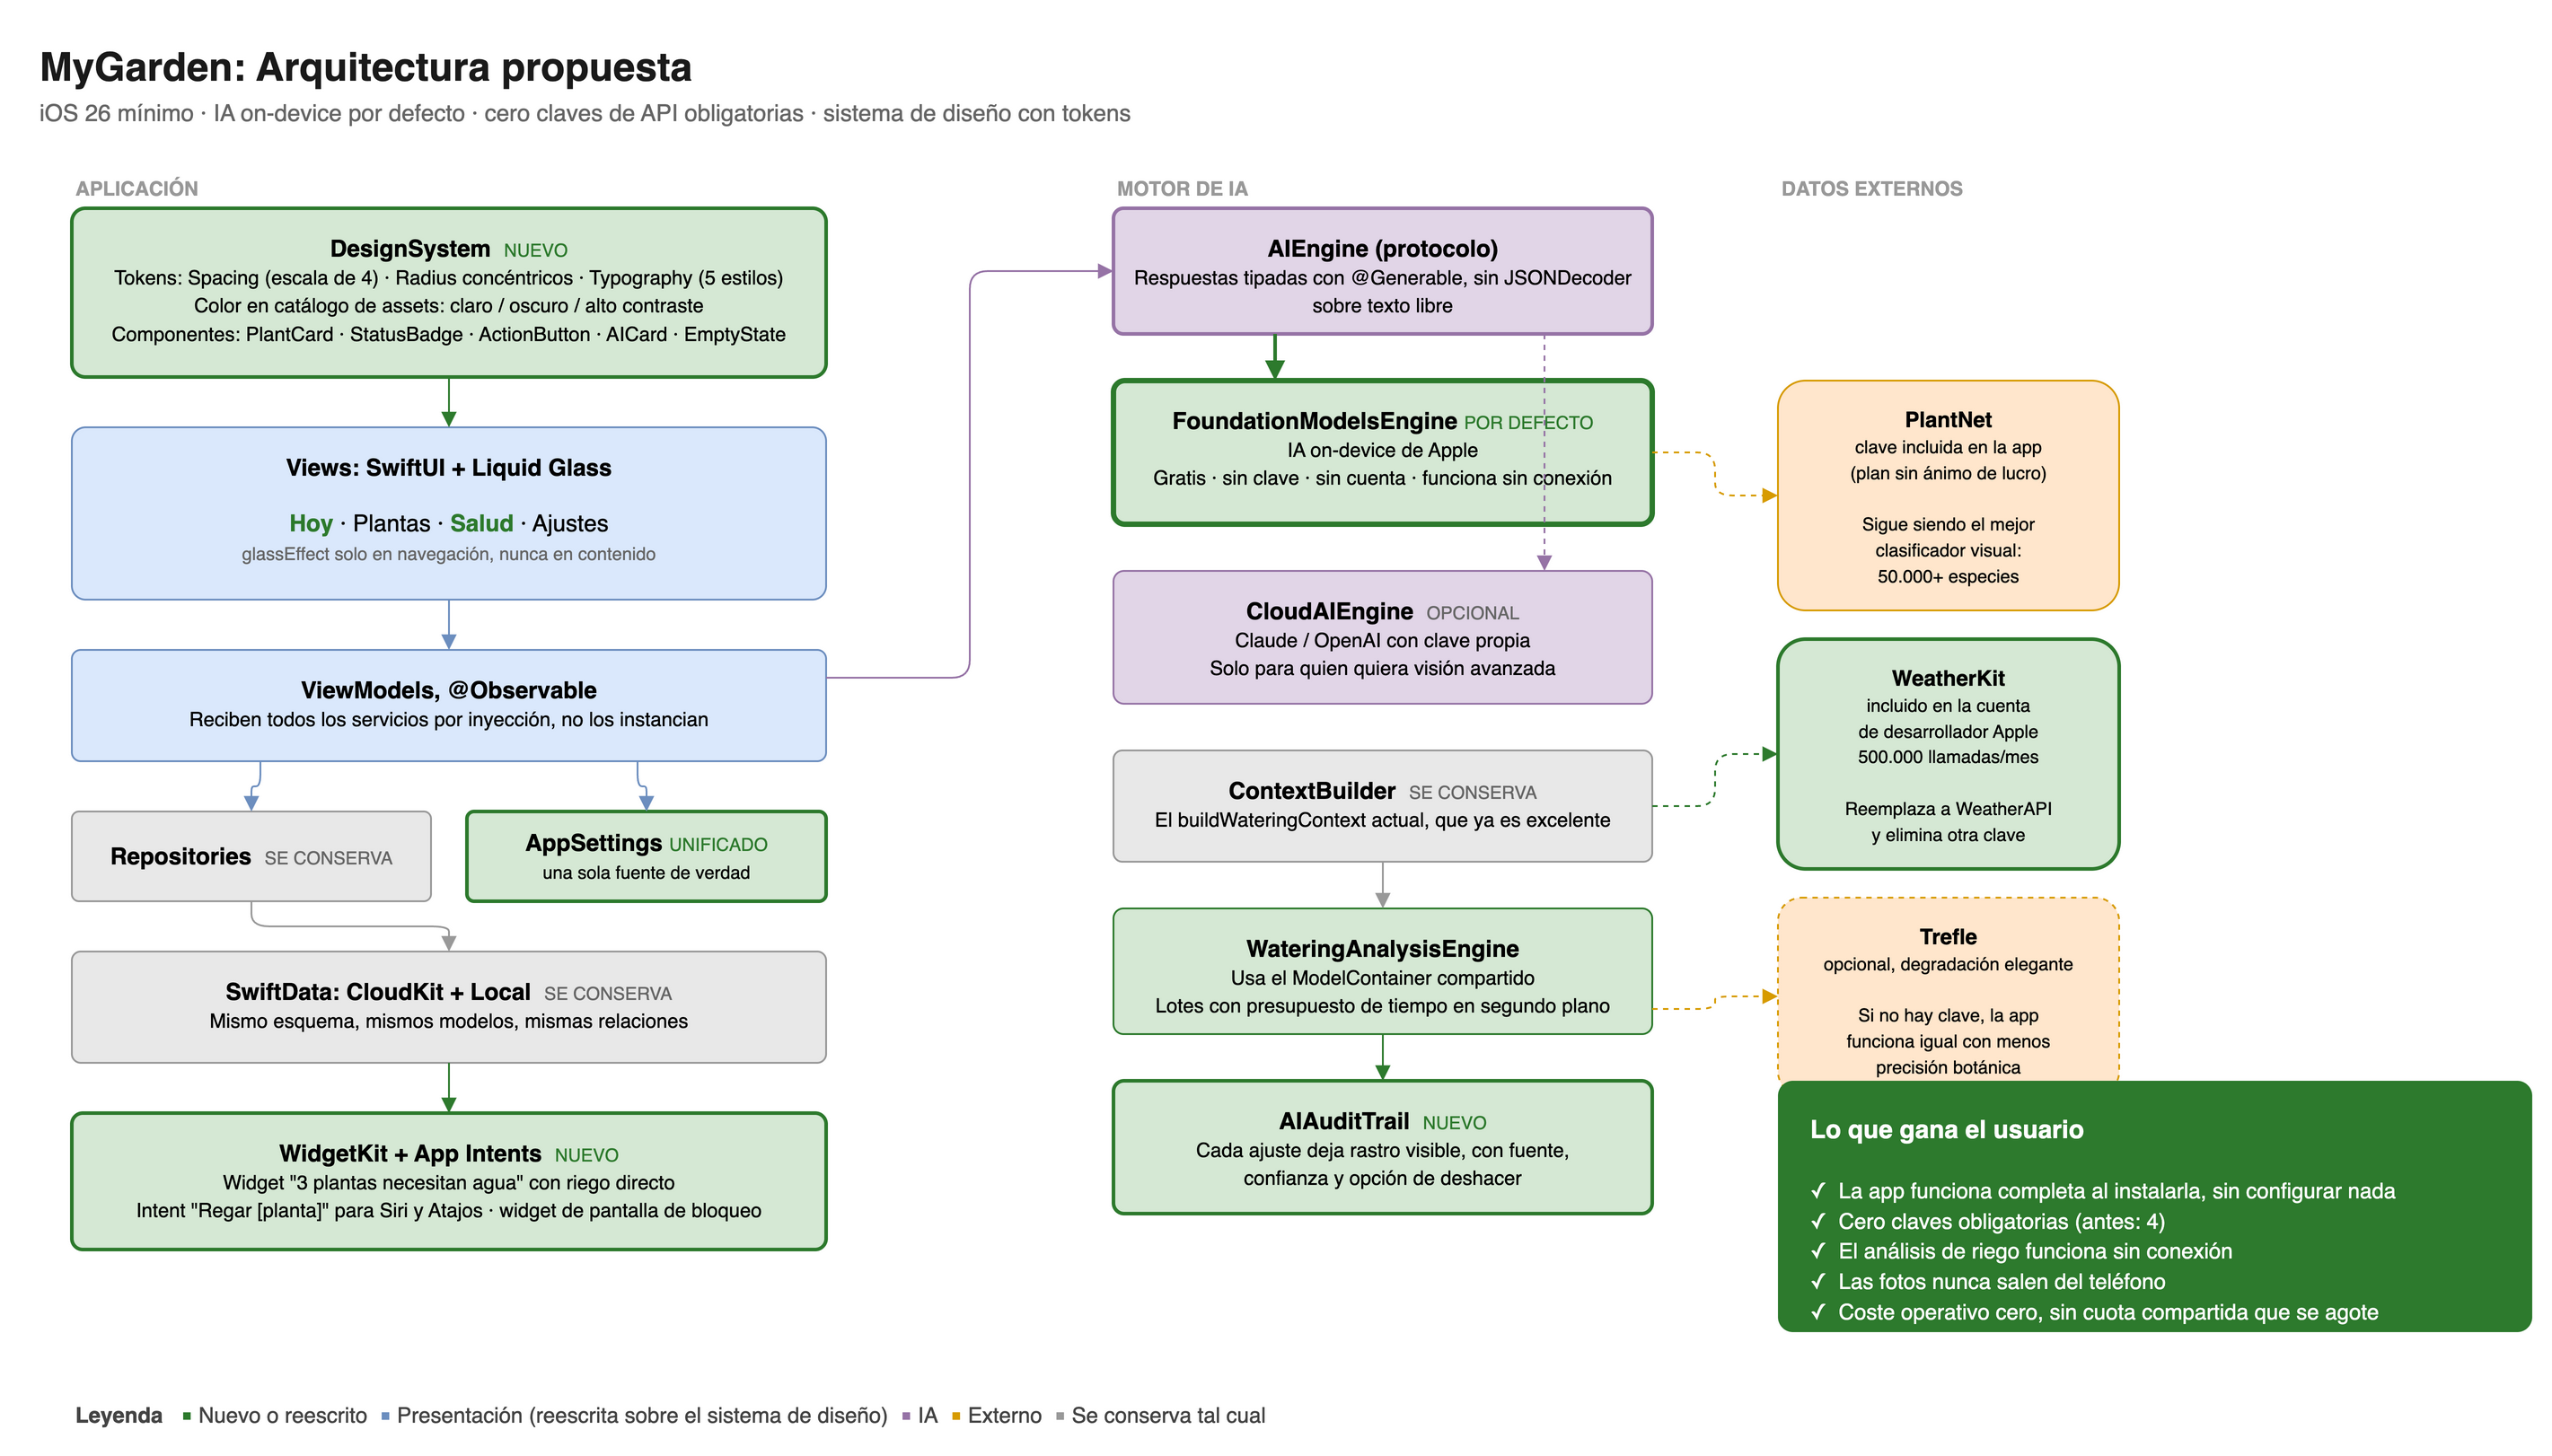 MyGarden: Arquitectura propuesta
iOS 26 mínimo · IA on-device por defecto · cero claves de API obligatorias · sistema de diseño con tokens
APLICACIÓN
DesignSystem NUEVO
Tokens: Spacing (escala de 4) · Radius concéntricos · Typography (5 estilos)
Color en catálogo de assets: claro / oscuro / alto contraste
Componentes: PlantCard · StatusBadge · ActionButton · AICard · EmptyState
Views: SwiftUI + Liquid Glass
Hoy · Plantas · Salud · Ajustes
glassEffect solo en navegación, nunca en contenido
ViewModels, @Observable
Reciben todos los servicios por inyección, no los instancian
Repositories SE CONSERVA
AppSettings UNIFICADO
una sola fuente de verdad
SwiftData: CloudKit + Local SE CONSERVA
Mismo esquema, mismos modelos, mismas relaciones
WidgetKit + App Intents NUEVO
Widget "3 plantas necesitan agua" con riego directo
Intent "Regar [planta]" para Siri y Atajos · widget de pantalla de bloqueo
MOTOR DE IA
AIEngine (protocolo)
Respuestas tipadas con @Generable, sin JSONDecoder
sobre texto libre
FoundationModelsEngine POR DEFECTO
IA on-device de Apple
Gratis · sin clave · sin cuenta · funciona sin conexión
CloudAIEngine OPCIONAL
Claude / OpenAI con clave propia
Solo para quien quiera visión avanzada
ContextBuilder SE CONSERVA
El buildWateringContext actual, que ya es excelente
WateringAnalysisEngine
Usa el ModelContainer compartido
Lotes con presupuesto de tiempo en segundo plano
AIAuditTrail NUEVO
Cada ajuste deja rastro visible, con fuente,
confianza y opción de deshacer
DATOS EXTERNOS
PlantNet
clave incluida en la app
(plan sin ánimo de lucro)
Sigue siendo el mejor
clasificador visual:
50.000+ especies
WeatherKit
incluido en la cuenta
de desarrollador Apple
500.000 llamadas/mes
Reemplaza a WeatherAPI
y elimina otra clave
Trefle
opcional, degradación elegante
Si no hay clave, la app
funciona igual con menos
precisión botánica
Lo que gana el usuario
✓ La app funciona completa al instalarla, sin configurar nada
✓ Cero claves obligatorias (antes: 4)
✓ El análisis de riego funciona sin conexión
✓ Las fotos nunca salen del teléfono
✓ Coste operativo cero, sin cuota compartida que se agote
Leyenda ▪ Nuevo o reescrito ▪ Presentación (reescrita sobre el sistema de diseño) ▪ IA ▪ Externo ▪ Se conserva tal cual